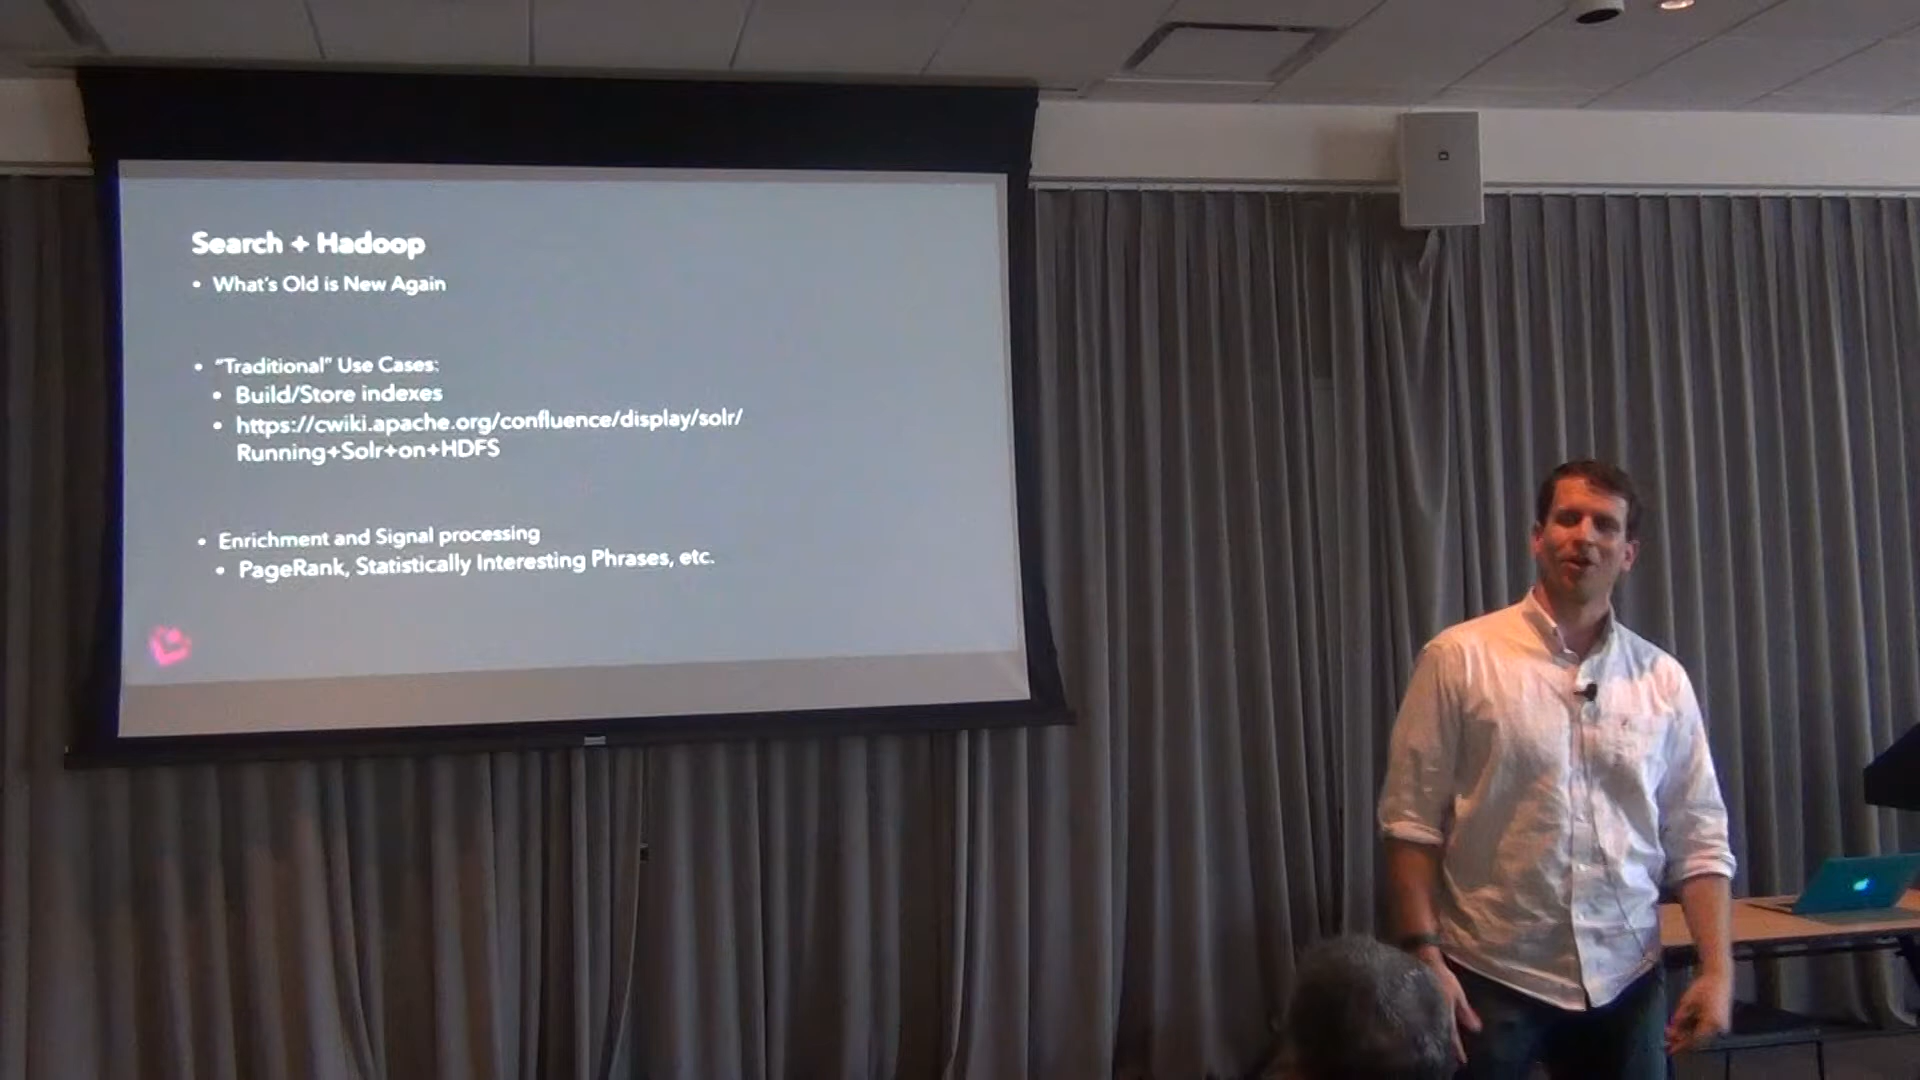 Search + Hadoop
• What's Old is New Again
• "Traditional" Use Cases:
• Build/Store indexes
• https://cwiki.apache.org/confluence/display/solr/
Running+Solr+on+HDFS
• Enrichment and Signal processing
• PageRank, Statistically Interesting Phrases, etc.